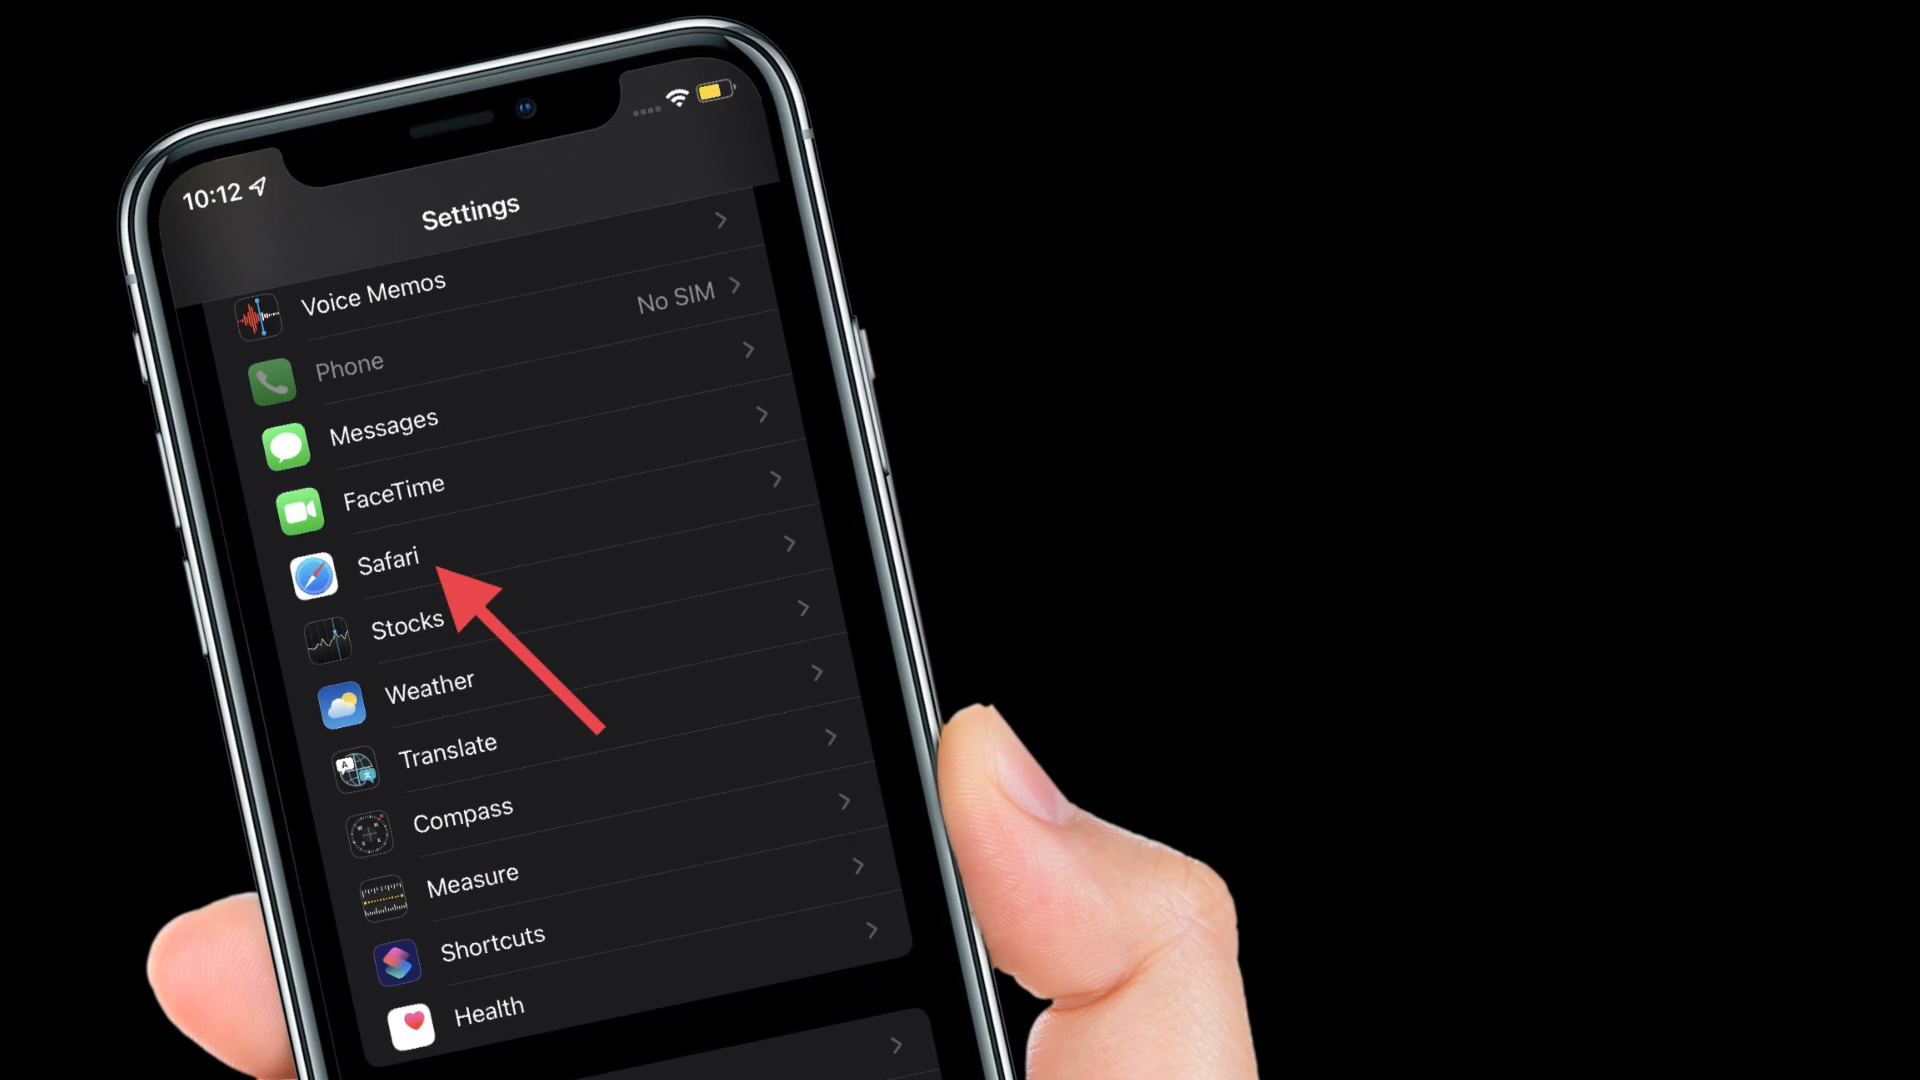 10:12
Settings
Voice Memos
Phone No SIM
Messages
FaceTime
Safari
Stocks
Weather
Translate
Compass
Measure
Shortcuts
Health